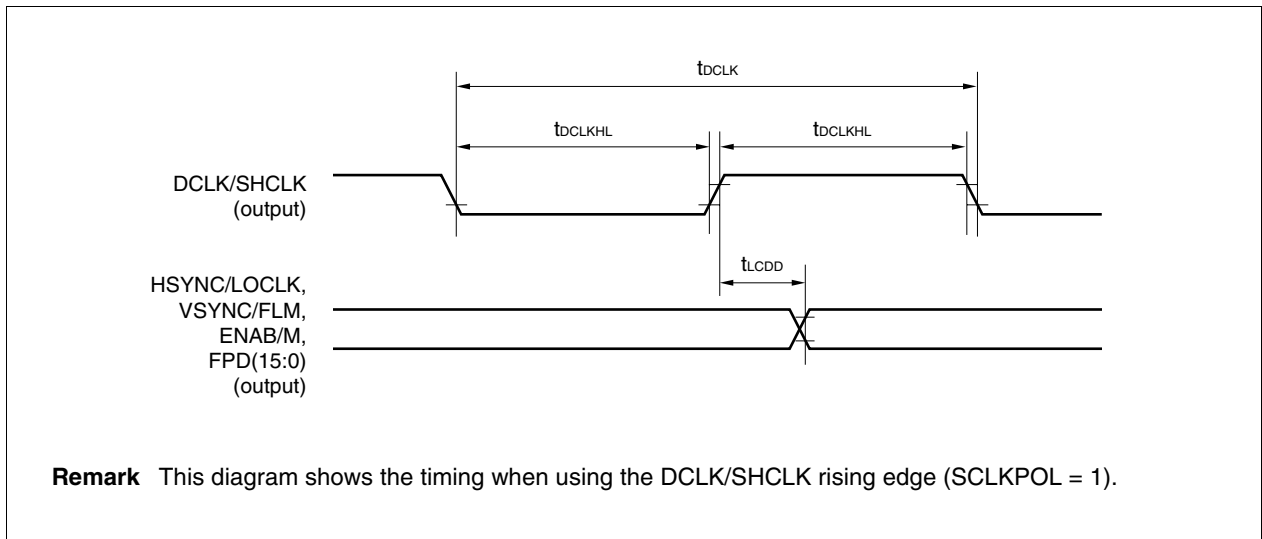 tDCLK
tDCLKHL
tDCLKHL
DCLK/SHCLK
(output)
tLCDD
HSYNC/LOCLK,
VSYNC/FLM,
ENAB/M,
FPD(15:0)
(output)
Remark This diagram shows the timing when using the DCLK/SHCLK rising edge (SCLKPOL = 1).